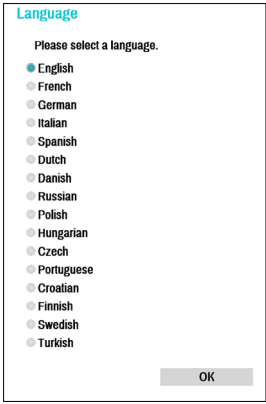 Language
Please select a language.
English
French
German
Italian
Spanish
Dutch
Danish
Russian
Polish
Hungarian
Czech
Portuguese
Croatian
Finnish
Swedish
Turkish
OK